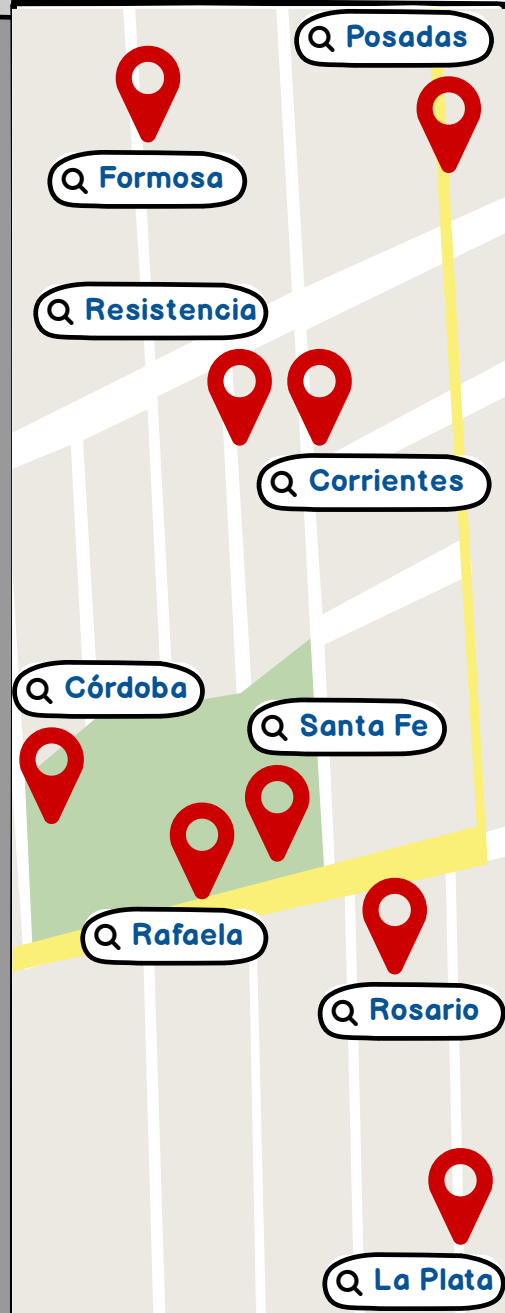 Posadas
Formosa
Resistencia
Corrientes
Córdoba
Santa Fe
Rafaela
Rosario
La Plata